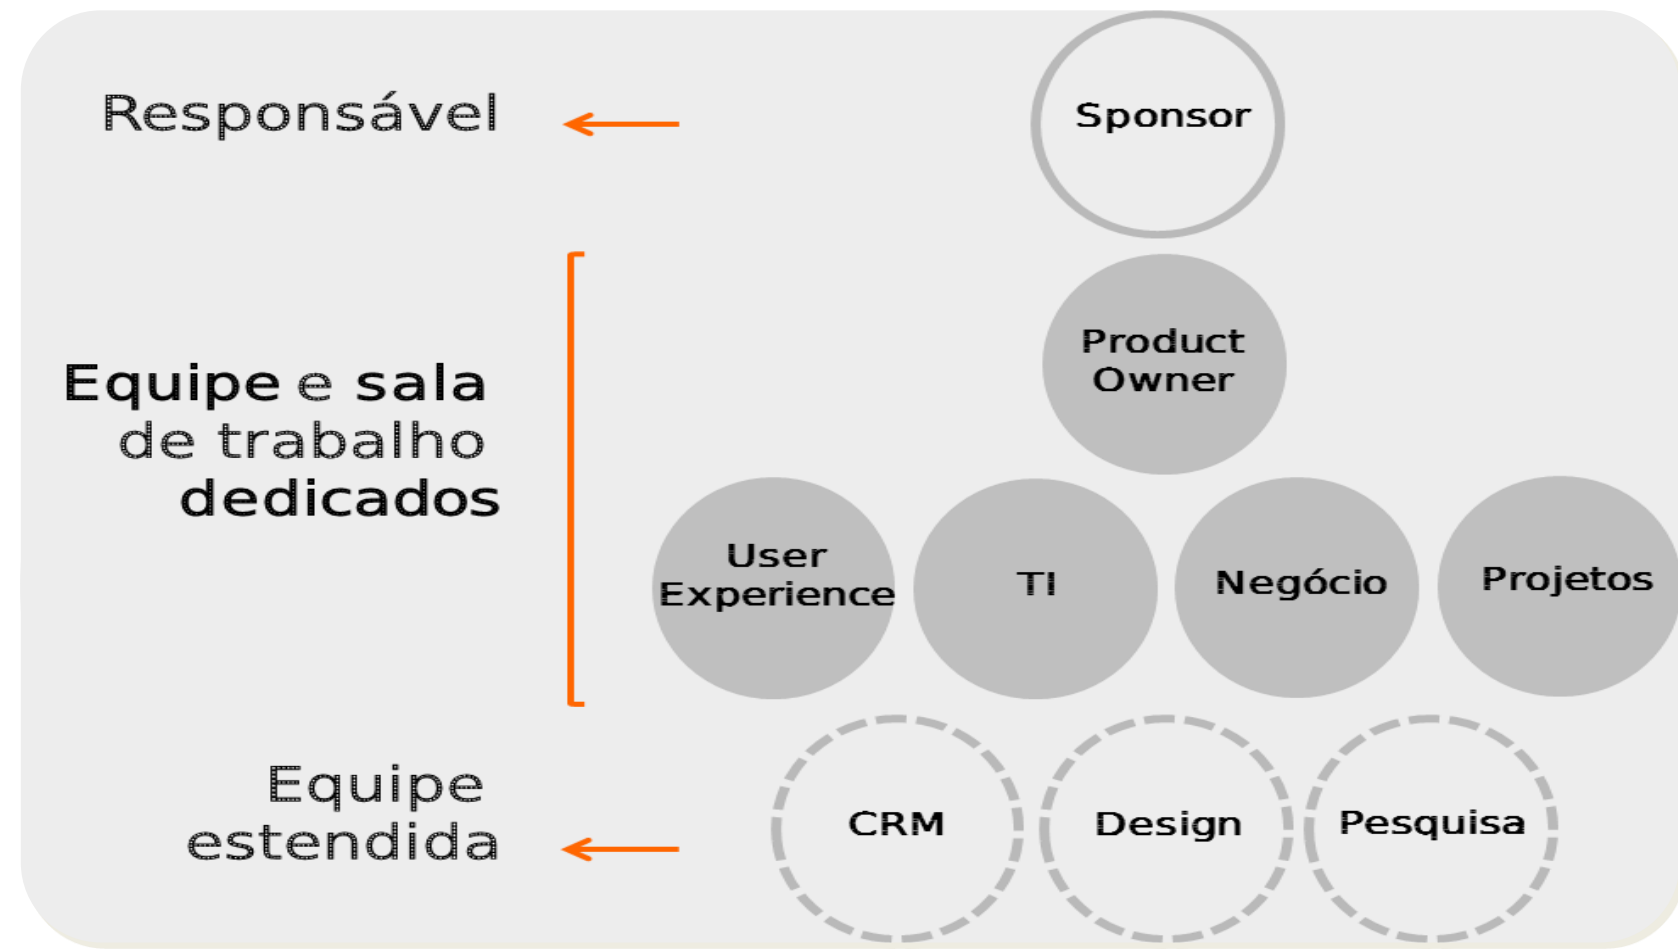 Responsável
Sponsor
Product
Owner
Equipe e sala
de trabalho
dedicados
User
Experience
TI
Negócio
Projetos
Equipe
estendida
CRM
Design
Pesquisa